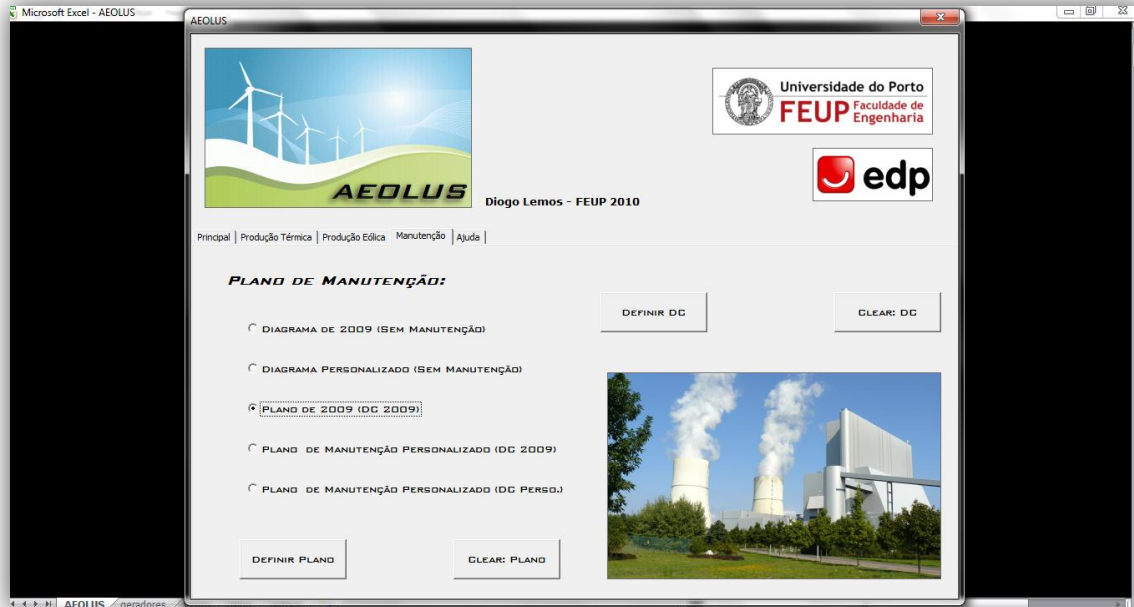 Microsoft Excel - AEOLUS
AEOLUS
Universidade do Porto
FEUP Faculdade de
Engenharia
AEOLUS
edp
Diogo Lemos - FEUP 2010
Principal | Produção Térmica | Produção Eólica | Manutenção | Ajuda |
Plano de Manutenção:
Definir DC
Clear: DC
Diagrama de 2009 (Sem Manutenção)
Diagrama Personalizado (Sem Manutenção)
Plano de 2009 (DC 2009)
Plano de Manutenção Personalizado (DC 2009)
Plano de Manutenção Personalizado (DC Perso.)
Definir Plano
Clear: Plano
AEOLUS
geradores